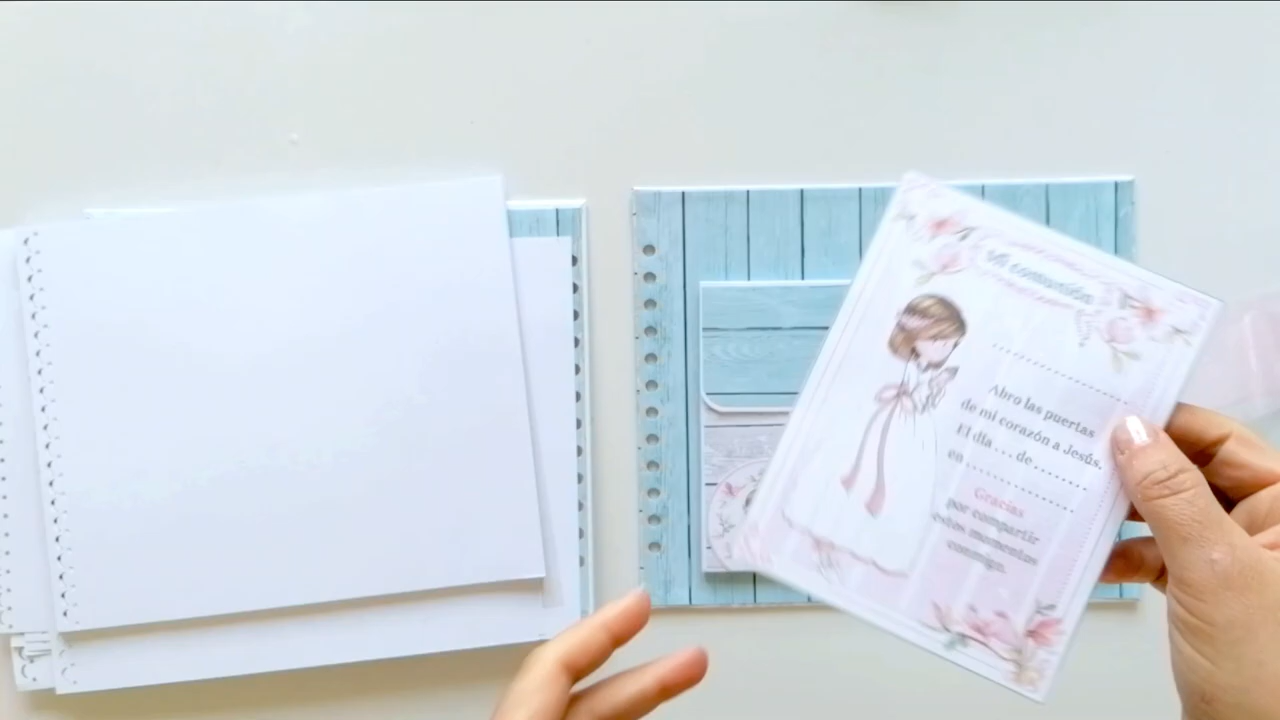 Mi comunión
Abro las puertas
de mi corazón a Jesús.
El día....de........
en...................
Gracias
por compartir
estos momentos
conmigo.